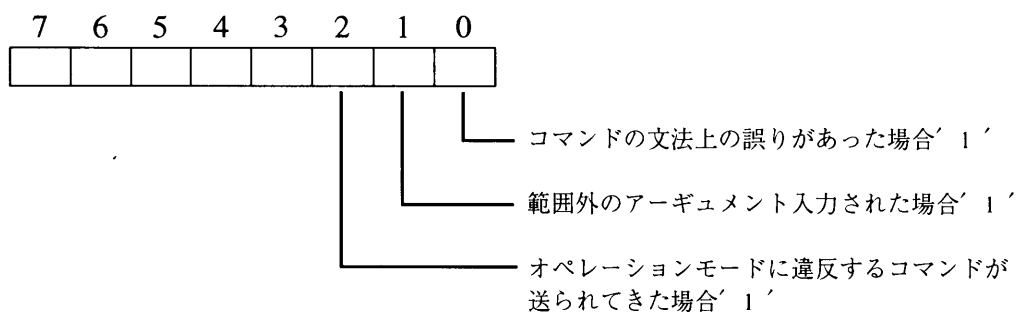 7 6 5 4 3 2 1 0
コマンドの文法上の誤りがあった場合′1′
範囲外のアーギュメント入力された場合′1′
オペレーションモードに違反するコマンドが
送られてきた場合′1′